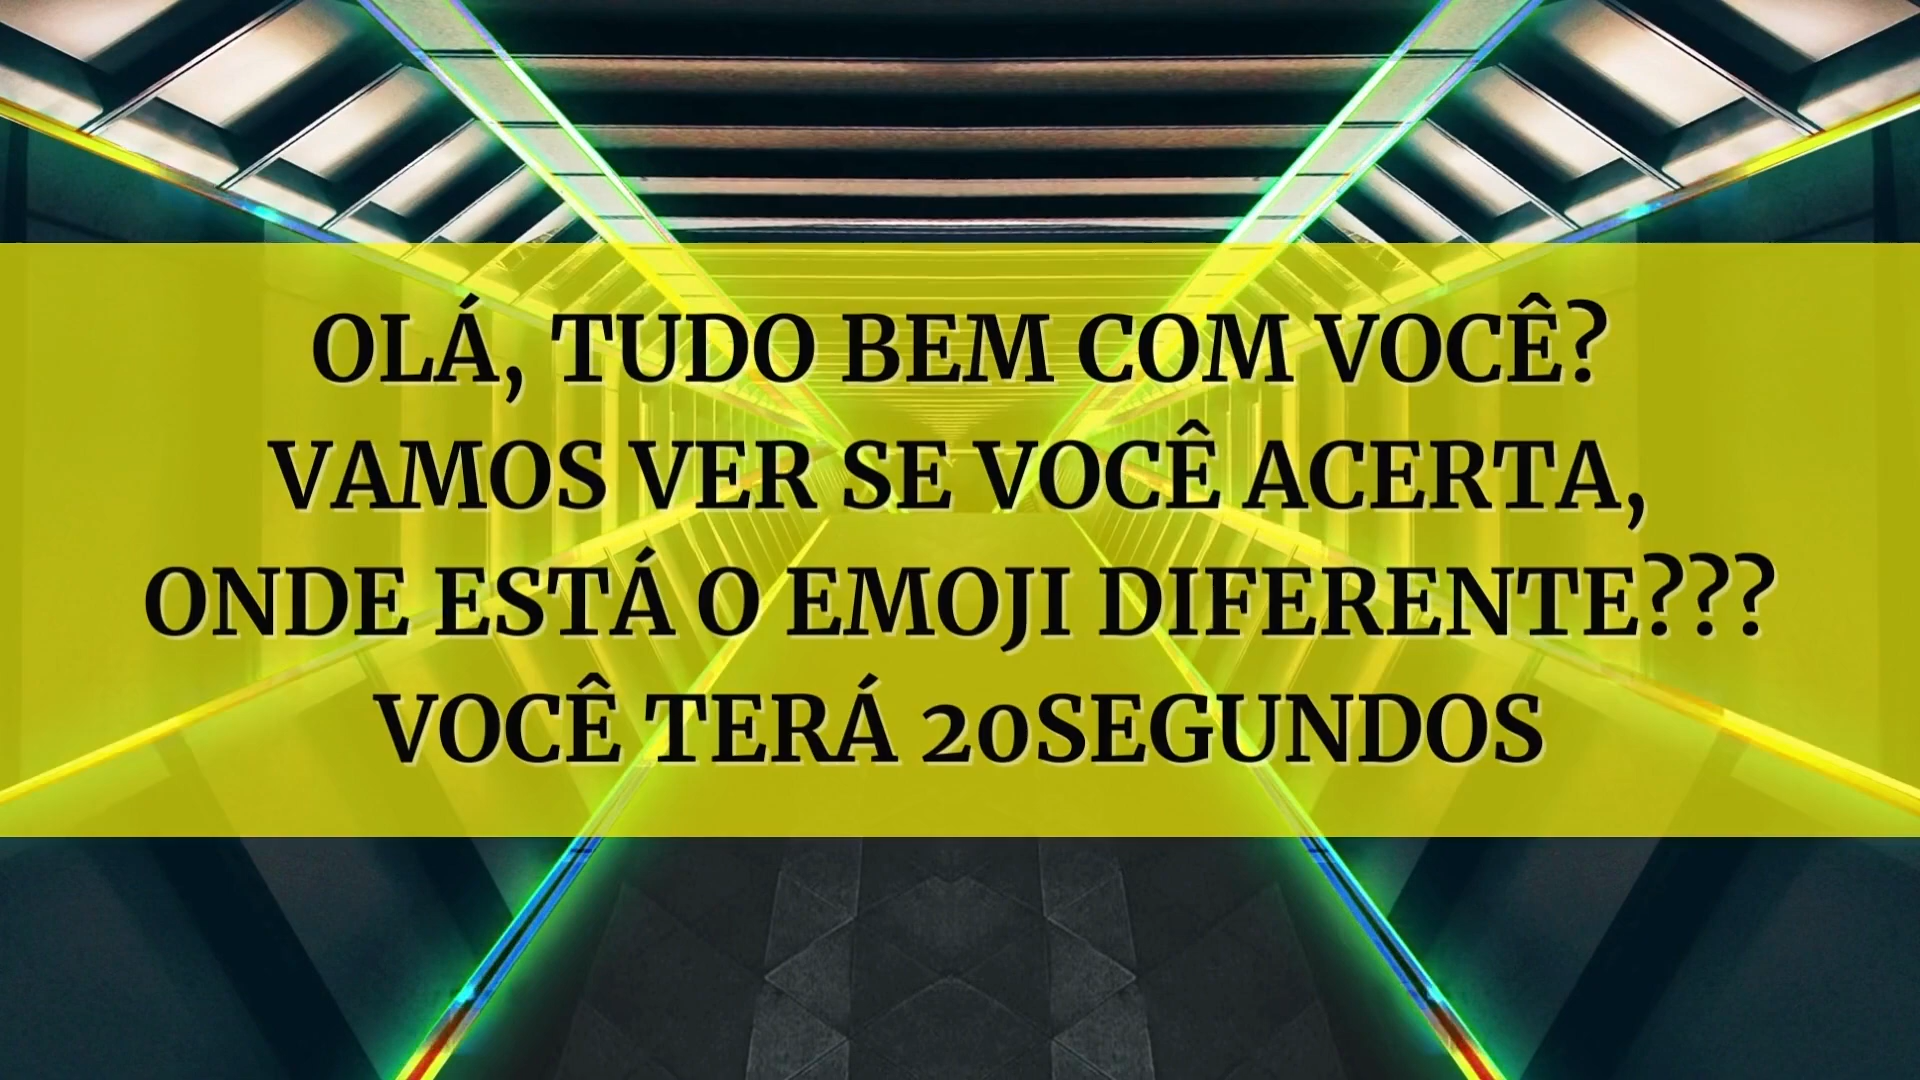 OLÁ, TUDO BEM COM VOCÊ?
VAMOS VER SE VOCÊ ACERTA,
ONDE ESTÁ O EMOJI DIFERENTE???
VOCÊ TERÁ 20SEGUNDOS